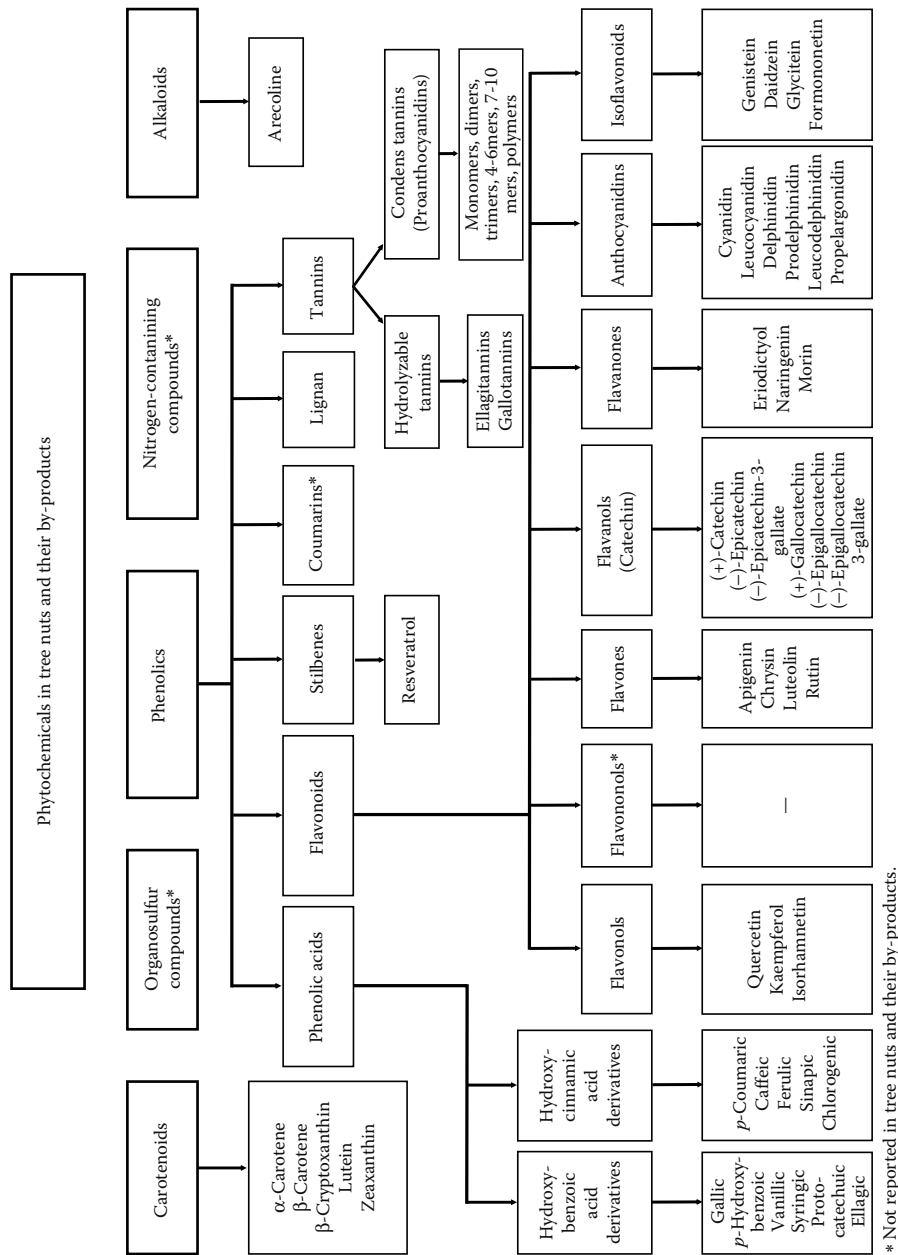 Phytochemicals in tree nuts and their by-products
Carotenoids
Organosulfur
compounds*
Phenolics
Nitrogen-contanining
compounds*
Alkaloids
α-Carotene
β-Carotene
β-Cryptoxanthin
Lutein
Zeaxanthin
Arecoline
Phenolic acids
Flavonoids
Stilbenes
Coumarins*
Lignan
Tannins
Resveratrol
Hydrolyzable
tannins
Condens tannins
(Proanthocyanidins)
Ellagitannins
Gallotannins
Monomers, dimers,
trimers, 4-6mers, 7-10
mers, polymers
Hydroxy-
benzoic
acid
derivatives
Hydroxy-
cinnamic
acid
derivatives
Flavonols
Flavononols*
Flavones
Flavanols
(Catechin)
Flavanones
Anthocyanidins
Isoflavonoids
Gallic
p-Hydroxy-
benzoic
Vanillic
Syringic
Proto-
catechuic
Ellagic
p-Coumaric
Caffeic
Ferulic
Sinapic
Chlorogenic
Quercetin
Kaempferol
Isorhamnetin
—
Apigenin
Chrysin
Luteolin
Rutin
(+)-Catechin
(−)-Epicatechin
(−)-Epicatechin-3-
gallate
(+)-Gallocatechin
(−)-Epigallocatechin
(−)-Epigallocatechin
3-gallate
Eriodictyol
Naringenin
Morin
Cyanidin
Leucocyanidin
Delphinidin
Prodelphinidin
Leucodelphinidin
Propelargonidin
Genistein
Daidzein
Glycitein
Formononetin
* Not reported in tree nuts and their by-products.